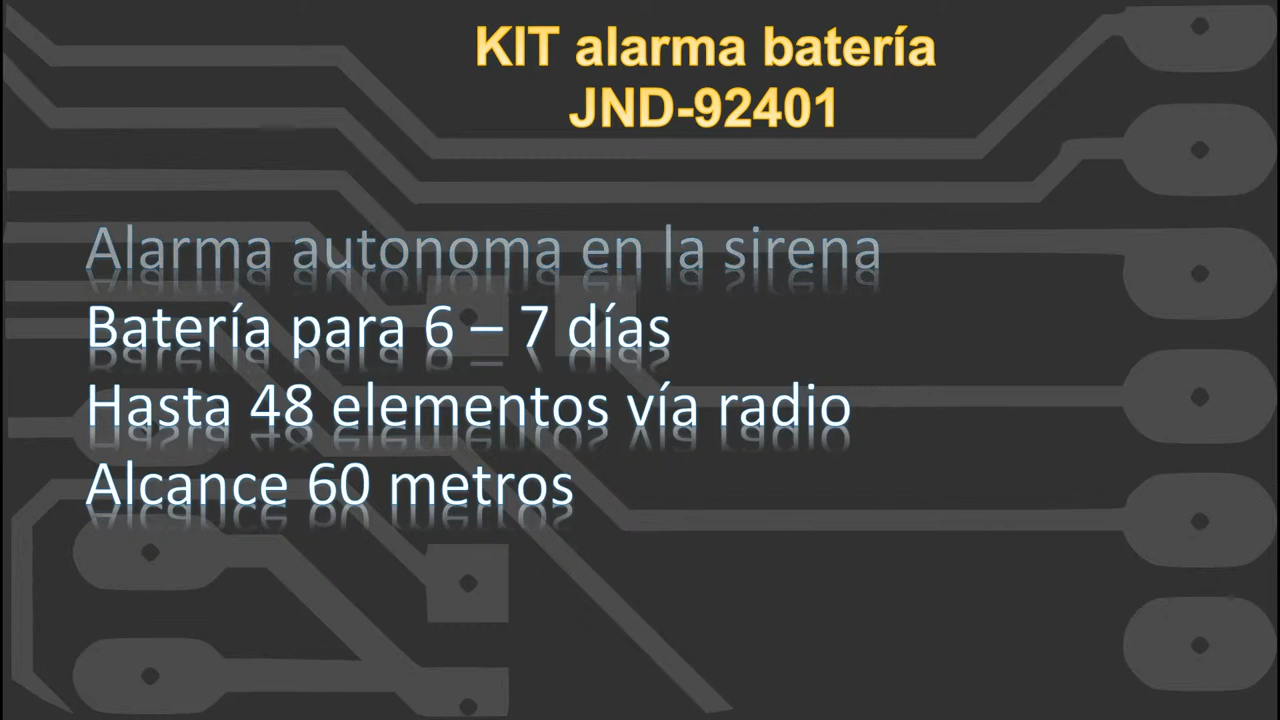 KIT alarma batería
JND-92401
Alarma autonoma en la sirena
Batería para 6 – 7 días
Hasta 48 elementos vía radio
Alcance 60 metros